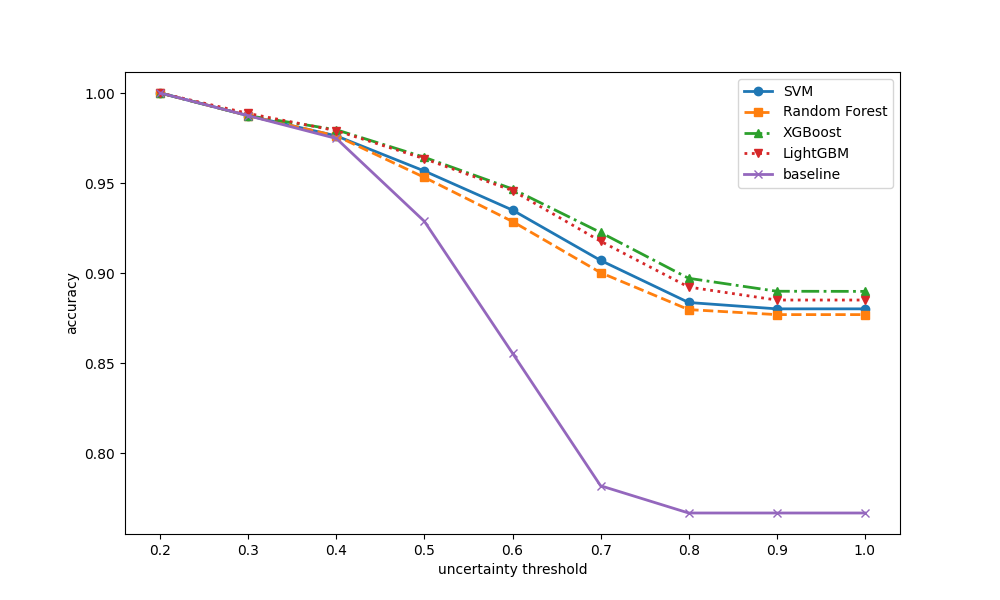 1.00
0.95
0.90
0.85
0.80
accuracy
0.2 0.3 0.4 0.5 0.6 0.7 0.8 0.9 1.0
uncertainty threshold
SVM
Random Forest
XGBoost
LightGBM
baseline